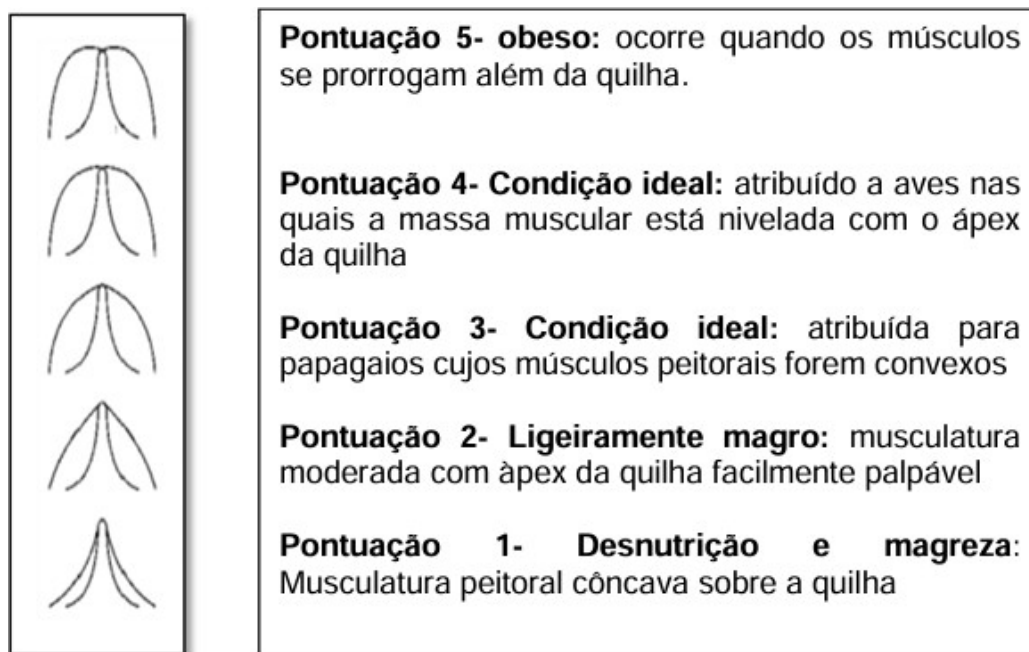 Pontuação 5- obeso: ocorre quando os músculos
se prorrogam além da quilha.
Pontuação 4- Condição ideal: atribuído a aves nas
quais a massa muscular está nivelada com o ápex
da quilha
Pontuação 3- Condição ideal: atribuída para
papagaios cujos músculos peitorais forem convexos
Pontuação 2- Ligeiramente magro: musculatura
moderada com àpex da quilha facilmente palpável
Pontuação 1- Desnutrição e magreza:
Musculatura peitoral côncava sobre a quilha